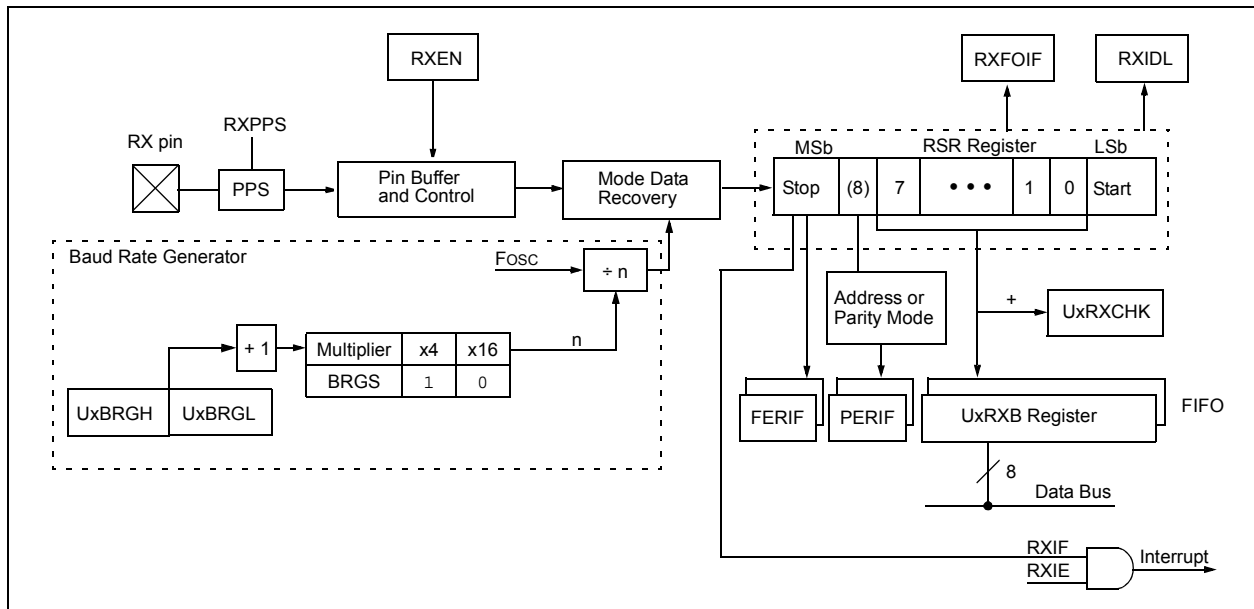 RXEN
RXFOIF
RXIDL
RXPPS
RX pin
PPS
Pin Buffer
and Control
Mode Data
Recovery
MSb
RSR Register
LSb
Stop
(8)
7
• • •
1
0
Start
Baud Rate Generator
FOSC
÷ n
Address or
Parity Mode
+
UxRXCHK
+ 1
Multiplier
x4
x16
n
BRGS
1
0
UxBRGH
UxBRGL
FERIF
PERIF
UxRXB Register
FIFO
8
Data Bus
RXIF
RXIE
Interrupt